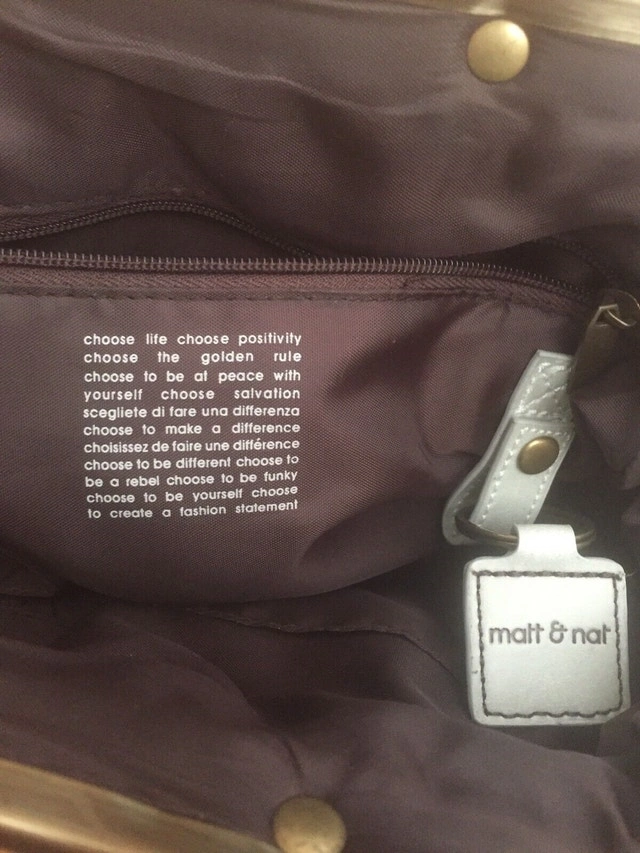 choose life choose positivity
choose the golden rule
choose to be at peace with
yourself choose salvation
scegliete di fare una differenza
choose to make a difference
choisissez de faire une différence
choose to be different choose to
be a rebel choose to be funky
choose to be yourself choose
to create a fashion statement
matt & nat